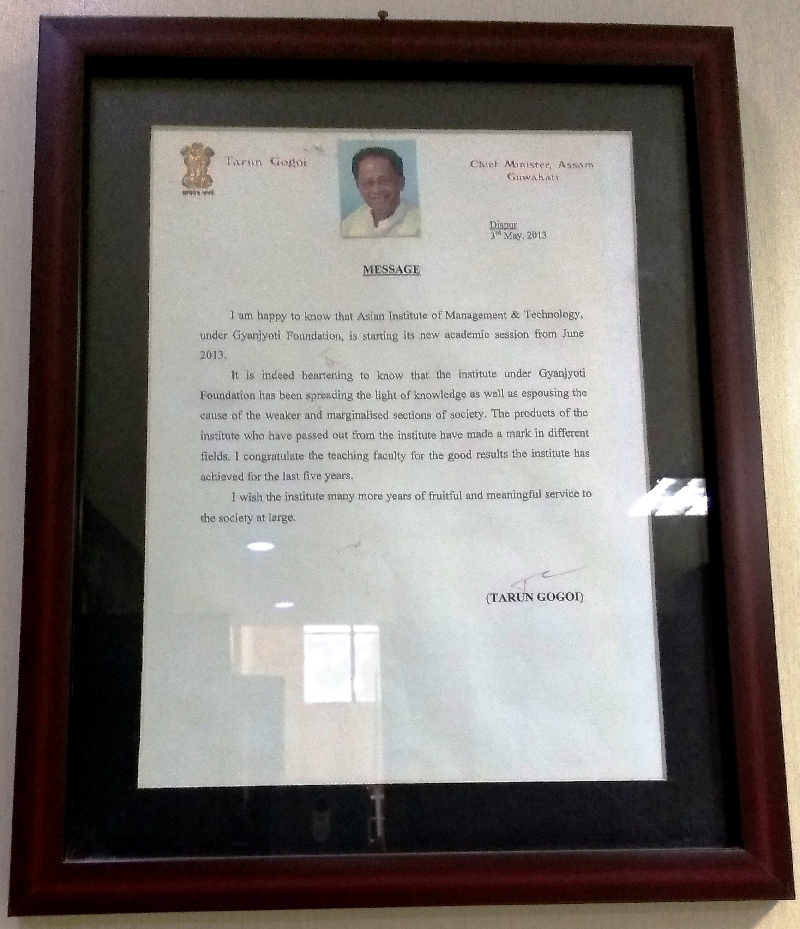 Tarun Gogoi
Chief Minister, Assam
Guwahati
सत्यमेव जयते
Dispur
3rd May, 2013
MESSAGE
I am happy to know that Asian Institute of Management & Technology,
under Gyanjyoti Foundation, is starting its new academic session from June
2013.
It is indeed heartening to know that the institute under Gyanjyoti
Foundation has been spreading the light of knowledge as well as espousing the
cause of the weaker and marginalised sections of society. The products of the
institute who have passed out from the institute have made a mark in different
fields. I congratulate the teaching faculty for the good results the institute has
achieved for the last five years.
I wish the institute many more years of fruitful and meaningful service to
the society at large.
(TARUN GOGOI)